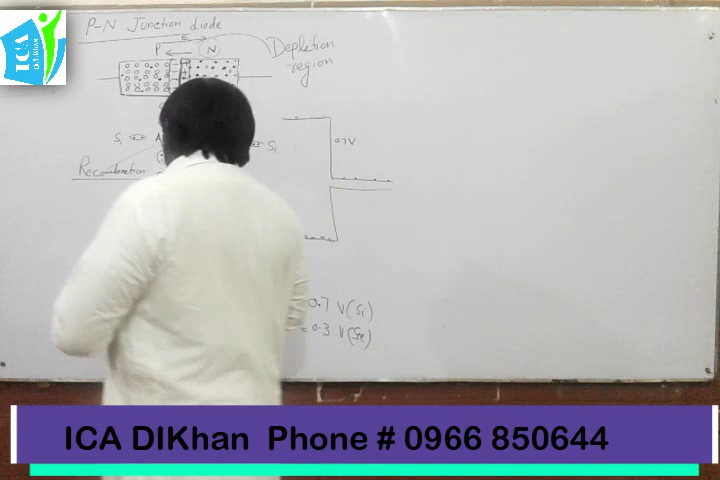 ICA
DIKhan
P-N Junction diode
E
P
N
Depletion
region
Si
A
Si
0.7V
Recombination
0.7 V (Si)
= 0.3 V (Ge)
ICA DIKhan Phone # 0966 850644